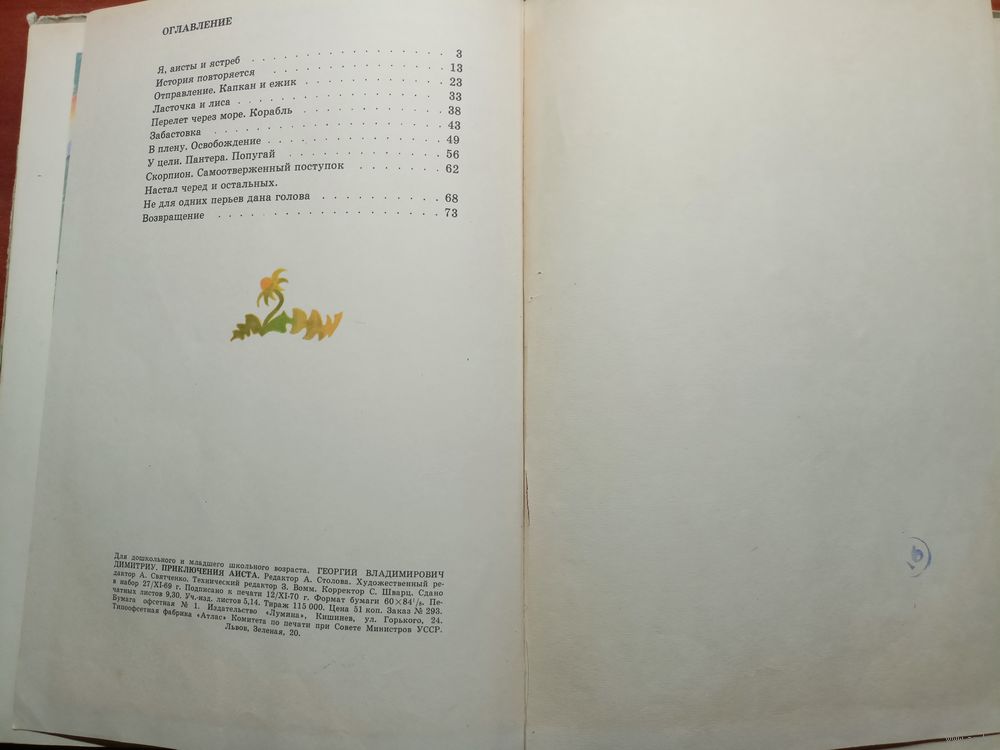 ОГЛАВЛЕНИЕ
Я, аисты и ястреб . . . . . . . . . . . . . 3
История повторяется . . . . . . . . . . . . 13
Отправление. Капкан и ежик . . . . . . . . . 23
Ласточка и лиса . . . . . . . . . . . . . . 33
Перелет через море. Корабль . . . . . . . . 38
Забастовка . . . . . . . . . . . . . . . . 43
В плену. Освобождение . . . . . . . . . . . 49
У цели. Пантера. Попугай . . . . . . . . . . 56
Скорпион. Самоотверженный поступок . . . . . . 62
Настал черед и остальных.
Не для одних перьев дана голова . . . . . . . 68
Возвращение . . . . . . . . . . . . . . . . 73
Для дошкольного и младшего школьного возраста. ГЕОРГИЙ ВЛАДИМИРОВИЧ
ДИМИТРИУ. ПРИКЛЮЧЕНИЯ АИСТА. Редактор А. Столова. Художественный ре-
дактор А. Святченко. Технический редактор З. Вомм. Корректор С. Шварц. Сдано
в набор 27/XI-69 г. Подписано к печати 12/XI-70 г. Формат бумаги 60×84¹/₈. Пе-
чатных листов 9,30. Уч.-изд. листов 5,14. Тираж 115 000. Цена 51 коп. Заказ № 293.
Бумага офсетная № 1. Издательство «Лумина», Кишинев, ул. Горького, 24.
Типоофсетная фабрика «Атлас» Комитета по печати при Совете Министров УССР.
Львов, Зеленая, 20.